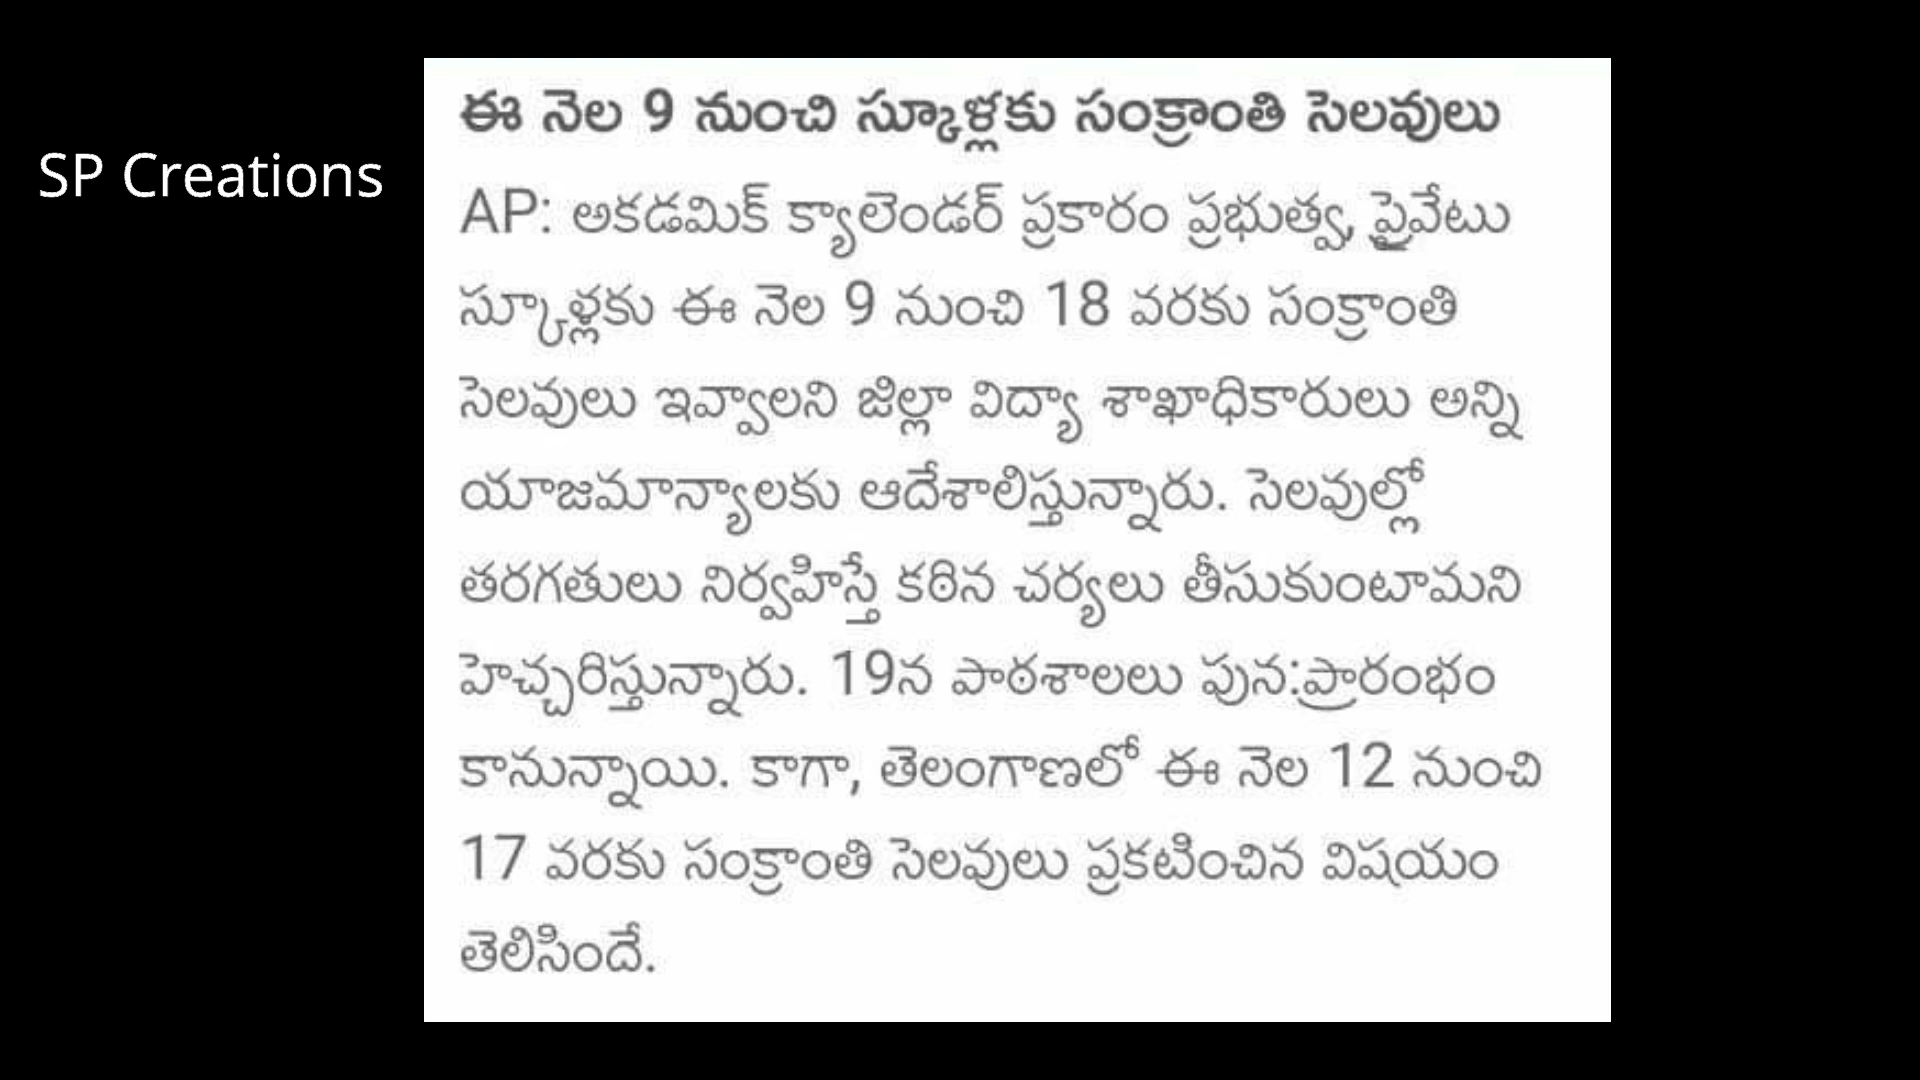 SP Creations
ఈ నెల 9 నుంచి స్కూళ్లకు సంక్రాంతి సెలవులు
AP: అకడమిక్ క్యాలెండర్ ప్రకారం ప్రభుత్వ, ప్రైవేటు
స్కూళ్లకు ఈ నెల 9 నుంచి 18 వరకు సంక్రాంతి
సెలవులు ఇవ్వాలని జిల్లా విద్యా శాఖాధికారులు అన్ని
యాజమాన్యాలకు ఆదేశాలిస్తున్నారు. సెలవుల్లో
తరగతులు నిర్వహిస్తే కఠిన చర్యలు తీసుకుంటామని
హెచ్చరిస్తున్నారు. 19న పాఠశాలలు పున:ప్రారంభం
కానున్నాయి. కాగా, తెలంగాణలో ఈ నెల 12 నుంచి
17 వరకు సంక్రాంతి సెలవులు ప్రకటించిన విషయం
తెలిసిందే.